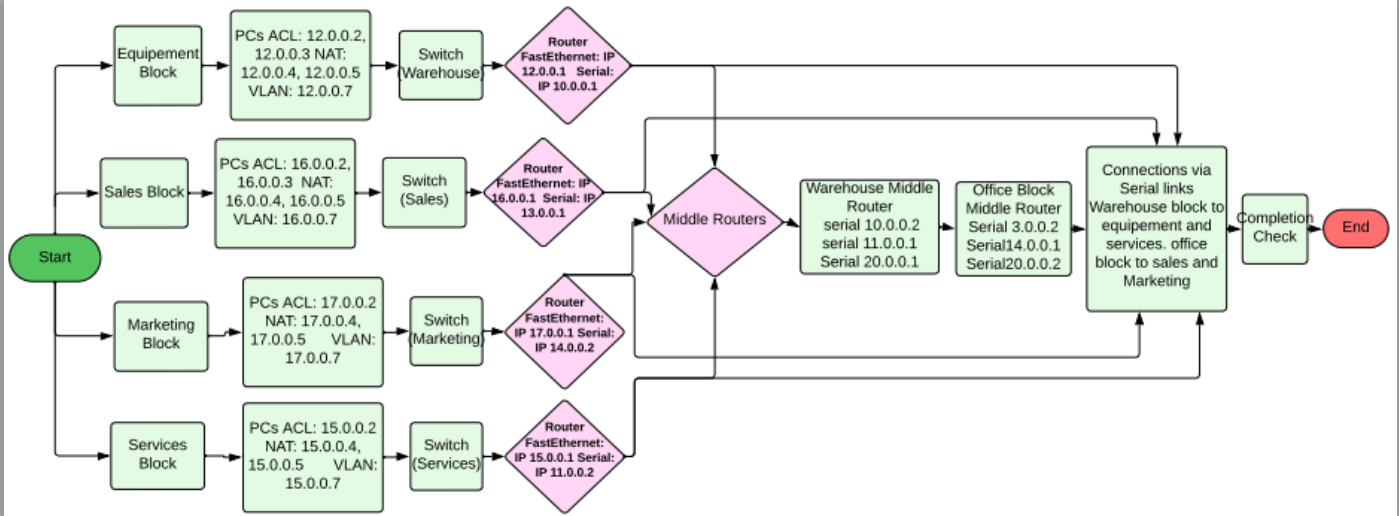 Start
Equipement
Block
PCs ACL: 12.0.0.2,
12.0.0.3 NAT:
12.0.0.4, 12.0.0.5
VLAN: 12.0.0.7
Switch
(Warehouse)
Router
FastEthernet: IP
12.0.0.1 Serial:
IP 10.0.0.1
Sales Block
PCs ACL: 16.0.0.2,
16.0.0.3 NAT:
16.0.0.4, 16.0.0.5
VLAN: 16.0.0.7
Switch
(Sales)
Router
FastEthernet: IP
16.0.0.1 Serial: IP
13.0.0.1
Marketing
Block
PCs ACL: 17.0.0.2
NAT: 17.0.0.4,
17.0.0.5 VLAN:
17.0.0.7
Switch
(Marketing)
Router
FastEthernet:
IP 17.0.0.1 Serial:
IP 14.0.0.2
Services
Block
PCs ACL: 15.0.0.2
NAT: 15.0.0.4,
15.0.0.5 VLAN:
15.0.0.7
Switch
(Services)
Router
FastEthernet:
IP 15.0.0.1 Serial:
IP 11.0.0.2
Middle Routers
Warehouse Middle
Router
serial 10.0.0.2
serial 11.0.0.1
Serial 20.0.0.1
Office Block
Middle Router
Serial 3.0.0.2
Serial14.0.0.1
Serial20.0.0.2
Connections via
Serial links
Warehouse block to
equipement and
services. office
block to sales and
Marketing
Completion
Check
End